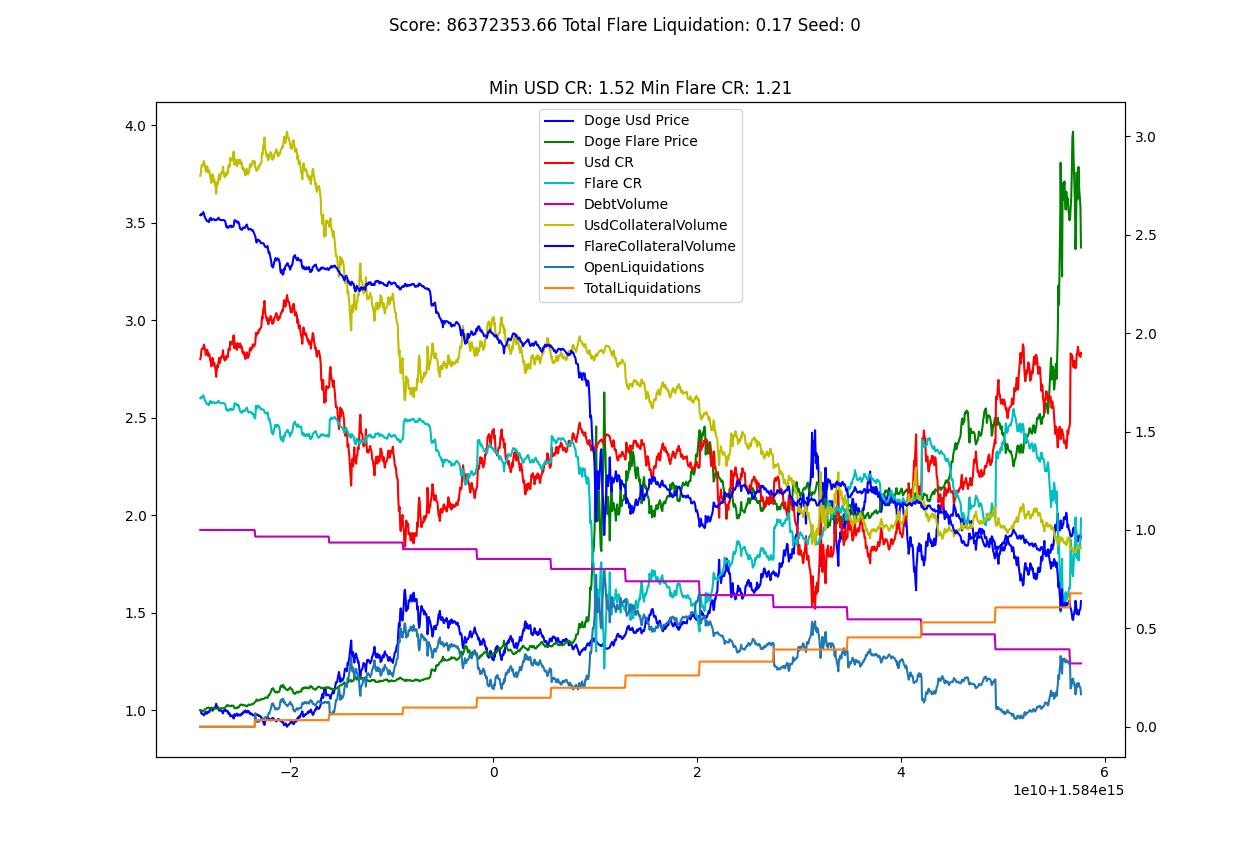 Score: 86372353.66 Total Flare Liquidation: 0.17 Seed: 0
Min USD CR: 1.52 Min Flare CR: 1.21
Doge Usd Price
Doge Flare Price
Usd CR
Flare CR
DebtVolume
UsdCollateralVolume
FlareCollateralVolume
OpenLiquidations
TotalLiquidations
4.0
3.5
3.0
2.5
2.0
1.5
1.0
3.0
2.5
2.0
1.5
1.0
0.5
0.0
−2 0 2 4 6
1e10+1.584e15